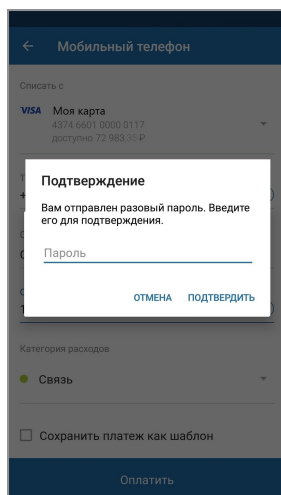 Мобильный телефон
Списать с
VISA Моя карта
4374 6601 0000 0117
доступно 72 983,35 ₽
Подтверждение
Вам отправлен разовый пароль. Введите
его для подтверждения.
Пароль
ОТМЕНА ПОДТВЕРДИТЬ
Категория расходов
Связь
Сохранить платеж как шаблон
Оплатить